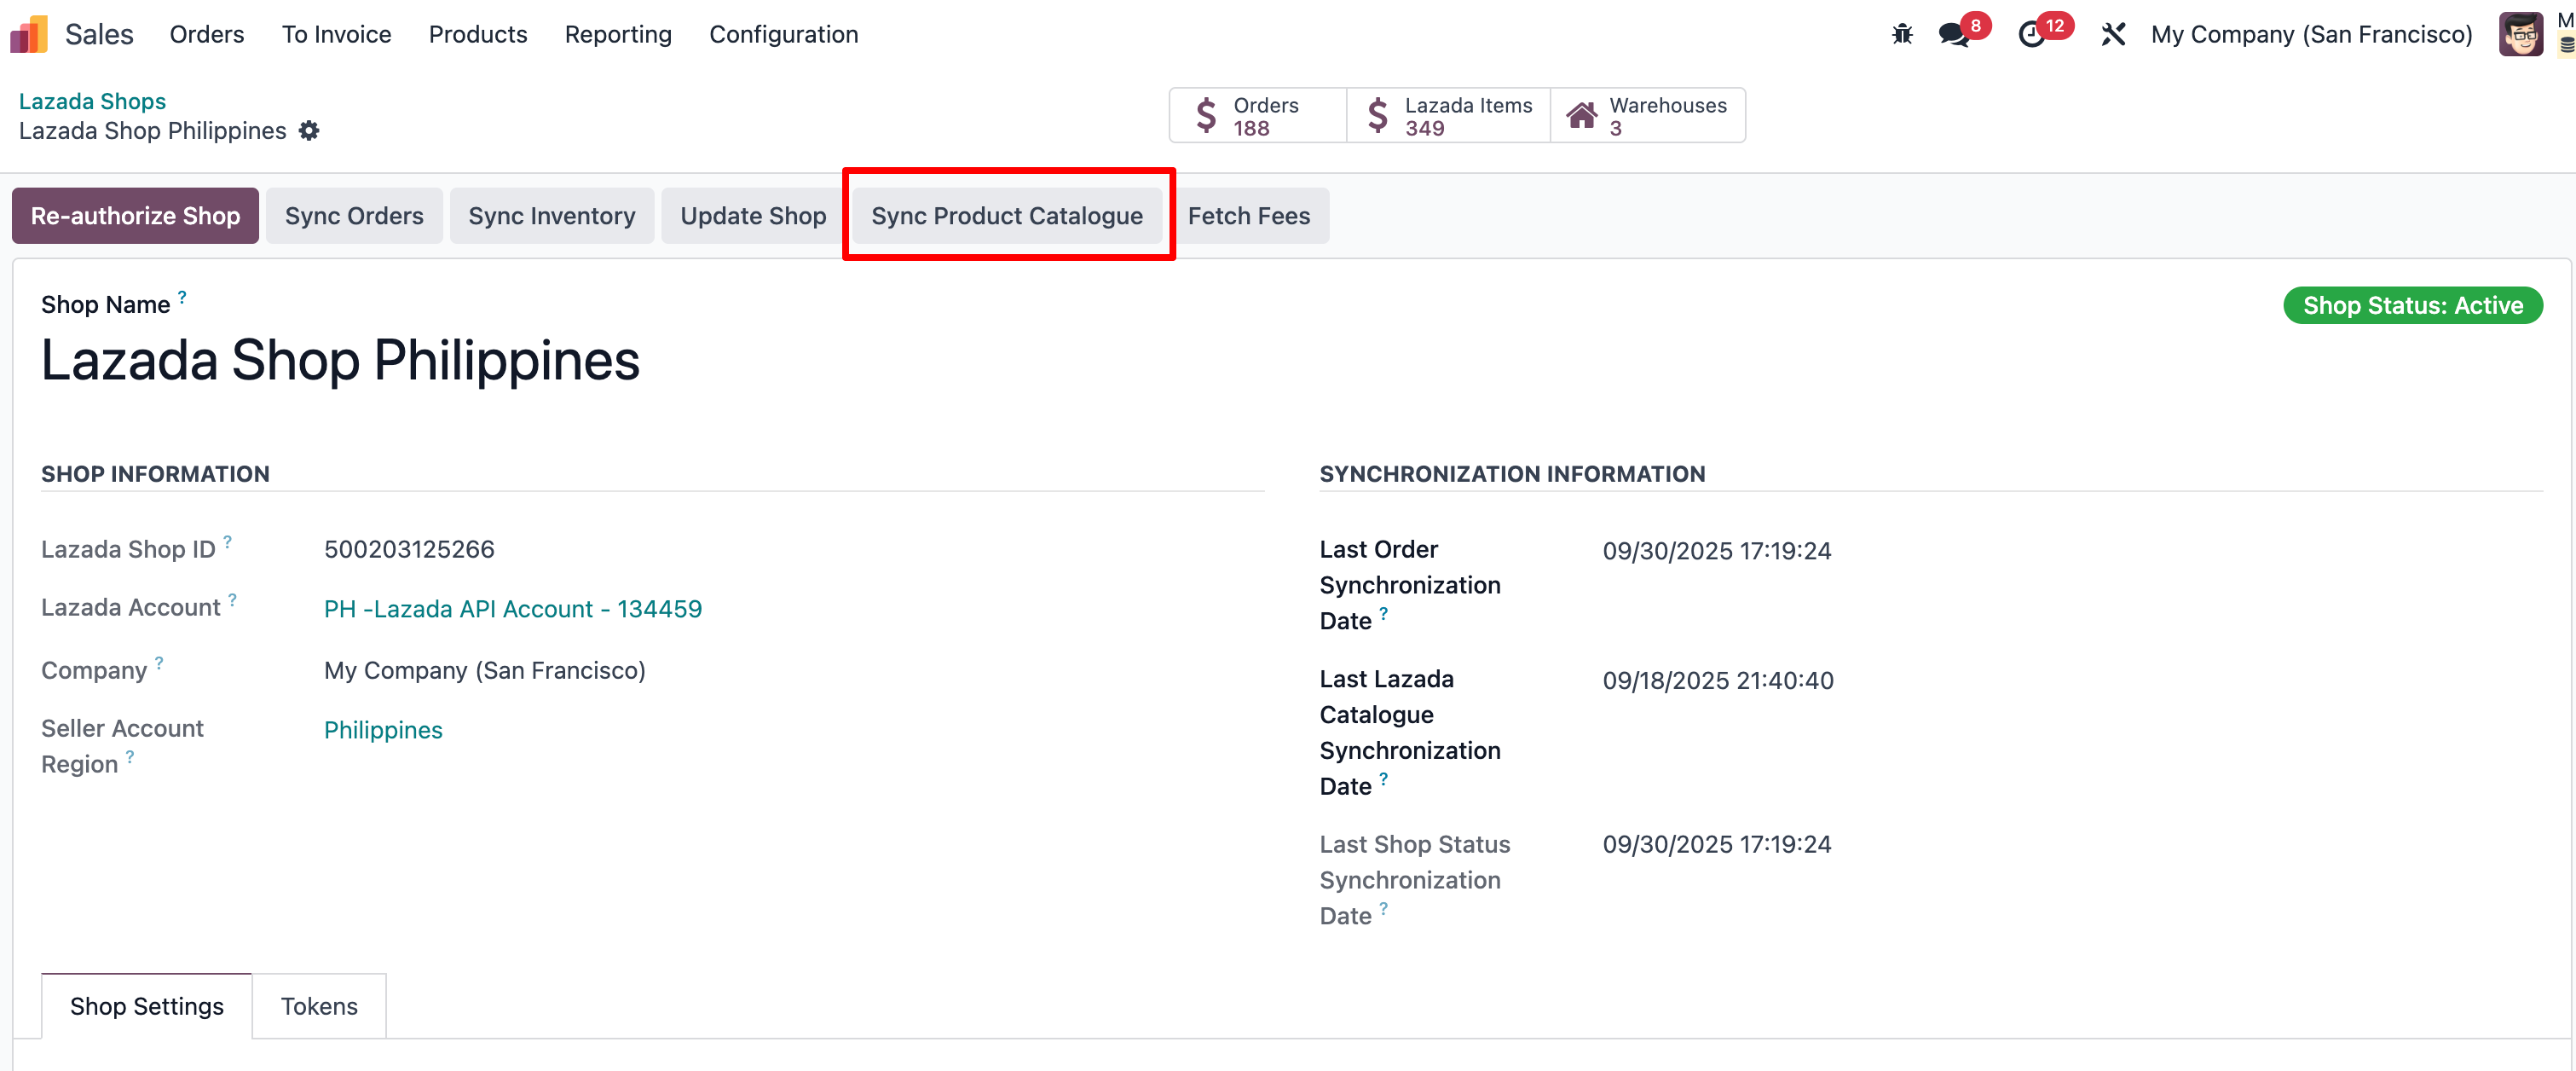 Sales Orders To Invoice Products Reporting Configuration 8 12 My Company (San Francisco)
Lazada Shops
Lazada Shop Philippines
Orders 188 Lazada Items 349 Warehouses 3
Re-authorize Shop Sync Orders Sync Inventory Update Shop Sync Product Catalogue Fetch Fees
Shop Name ?
Shop Status: Active
Lazada Shop Philippines
SHOP INFORMATION
Lazada Shop ID ? 500203125266
Lazada Account ? PH -Lazada API Account - 134459
Company ? My Company (San Francisco)
Seller Account Philippines
Region ?
SYNCHRONIZATION INFORMATION
Last Order 09/30/2025 17:19:24
Synchronization
Date ?
Last Lazada 09/18/2025 21:40:40
Catalogue
Synchronization
Date ?
Last Shop Status 09/30/2025 17:19:24
Synchronization
Date ?
Shop Settings Tokens